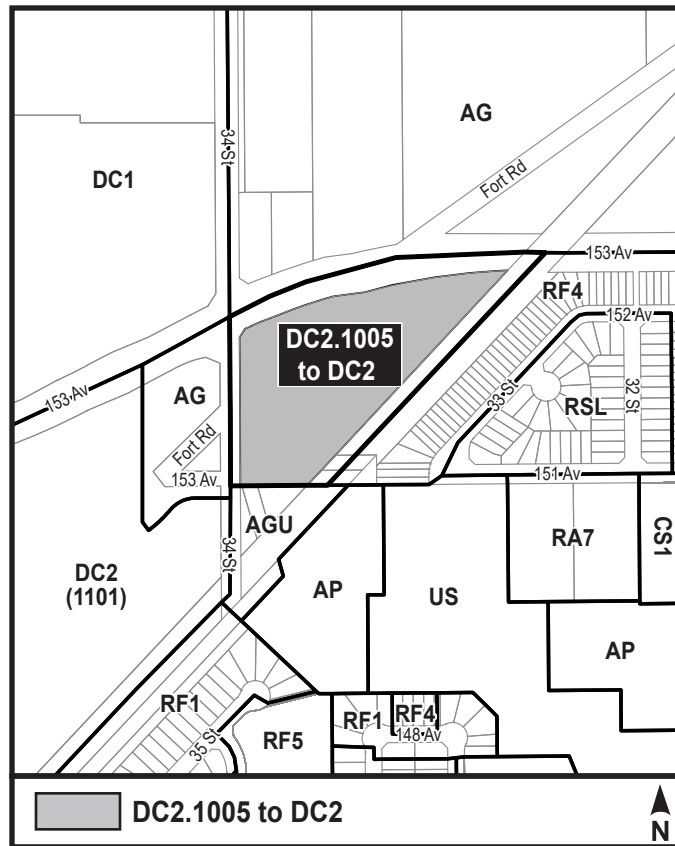 AG
34 St
DC1
Fort Rd
153 Av
RF4
152 Av
DC2.1005
to DC2
33 St
32 St
RSL
153 Av
AG
Fort Rd
153 Av
151 Av
AGU
34 St
RA7
CS1
DC2
(1101)
AP
US
AP
RF1
35 St
RF5
RF1
RF4
148 Av
DC2.1005 to DC2
N